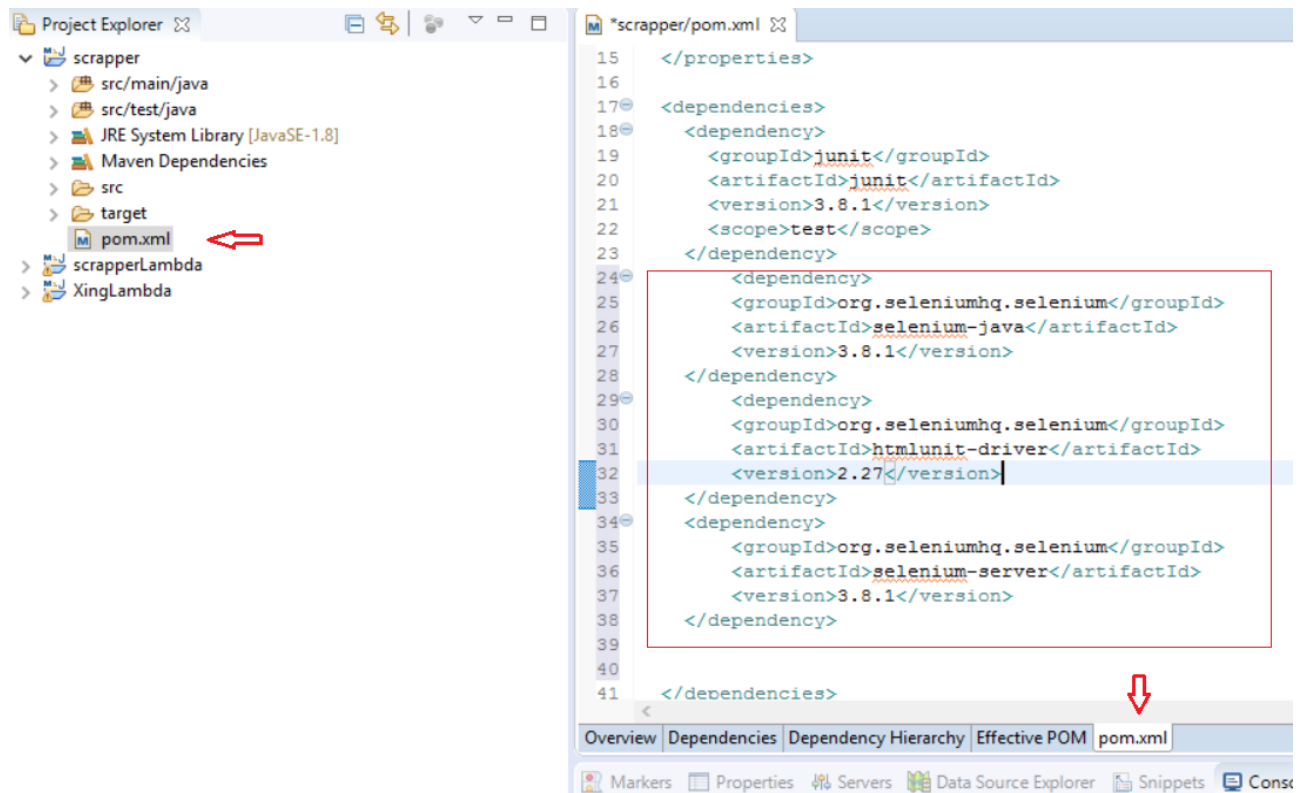 Project Explorer
scrapper
src/main/java
src/test/java
JRE System Library [JavaSE-1.8]
Maven Dependencies
src
target
pom.xml
scrapperLambda
XingLambda
*scrapper/pom.xml
15 </properties>
16
17 <dependencies>
18 <dependency>
19 <groupId>junit</groupId>
20 <artifactId>junit</artifactId>
21 <version>3.8.1</version>
22 <scope>test</scope>
23 </dependency>
24 <dependency>
25 <groupId>org.seleniumhq.selenium</groupId>
26 <artifactId>selenium-java</artifactId>
27 <version>3.8.1</version>
28 </dependency>
29 <dependency>
30 <groupId>org.seleniumhq.selenium</groupId>
31 <artifactId>htmlunit-driver</artifactId>
32 <version>2.27</version>
33 </dependency>
34 <dependency>
35 <groupId>org.seleniumhq.selenium</groupId>
36 <artifactId>selenium-server</artifactId>
37 <version>3.8.1</version>
38 </dependency>
39
40
41 </dependencies>
Overview Dependencies Dependency Hierarchy Effective POM pom.xml
Markers Properties Servers Data Source Explorer Snippets Conso